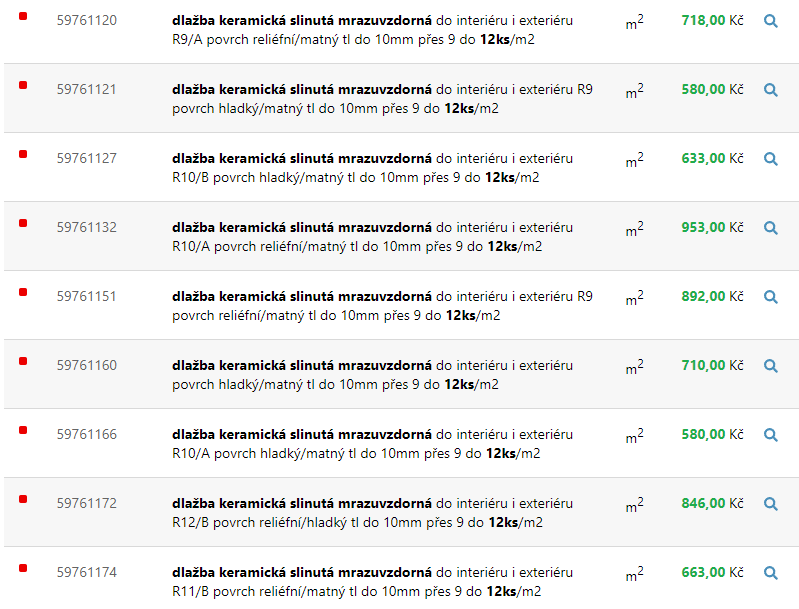 59761120 dlažba keramická slinutá mrazuvzdorná do interiéru i exteriéru m2 718,00 Kč
R9/A povrch reliéfní/matný tl do 10mm přes 9 do 12ks/m2
59761121 dlažba keramická slinutá mrazuvzdorná do interiéru i exteriéru R9 m2 580,00 Kč
povrch hladký/matný tl do 10mm přes 9 do 12ks/m2
59761127 dlažba keramická slinutá mrazuvzdorná do interiéru i exteriéru m2 633,00 Kč
R10/B povrch hladký/matný tl do 10mm přes 9 do 12ks/m2
59761132 dlažba keramická slinutá mrazuvzdorná do interiéru i exteriéru m2 953,00 Kč
R10/A povrch reliéfní/matný tl do 10mm přes 9 do 12ks/m2
59761151 dlažba keramická slinutá mrazuvzdorná do interiéru i exteriéru R9 m2 892,00 Kč
povrch reliéfní/matný tl do 10mm přes 9 do 12ks/m2
59761160 dlažba keramická slinutá mrazuvzdorná do interiéru i exteriéru m2 710,00 Kč
povrch hladký/matný tl do 10mm přes 9 do 12ks/m2
59761166 dlažba keramická slinutá mrazuvzdorná do interiéru i exteriéru m2 580,00 Kč
R10/A povrch hladký/matný tl do 10mm přes 9 do 12ks/m2
59761172 dlažba keramická slinutá mrazuvzdorná do interiéru i exteriéru m2 846,00 Kč
R12/B povrch reliéfní/hladký tl do 10mm přes 9 do 12ks/m2
59761174 dlažba keramická slinutá mrazuvzdorná do interiéru i exteriéru m2 663,00 Kč
R11/B povrch reliéfní/matný tl do 10mm přes 9 do 12ks/m2